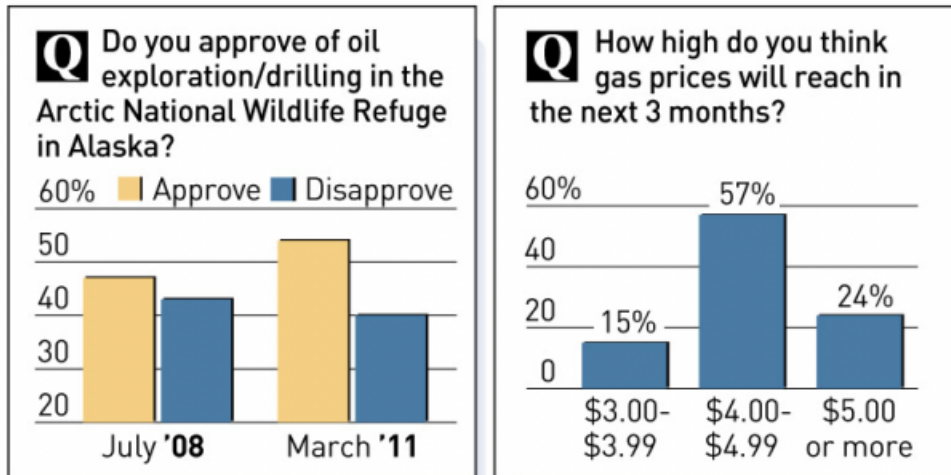 Q Do you approve of oil
exploration/drilling in the
Arctic National Wildlife Refuge
in Alaska?
60% Approve Disapprove
50
40
30
20
July '08 March '11
Q How high do you think
gas prices will reach in
the next 3 months?
60% 57%
40
24%
20 15%
0
$3.00- $4.00- $5.00
$3.99 $4.99 or more